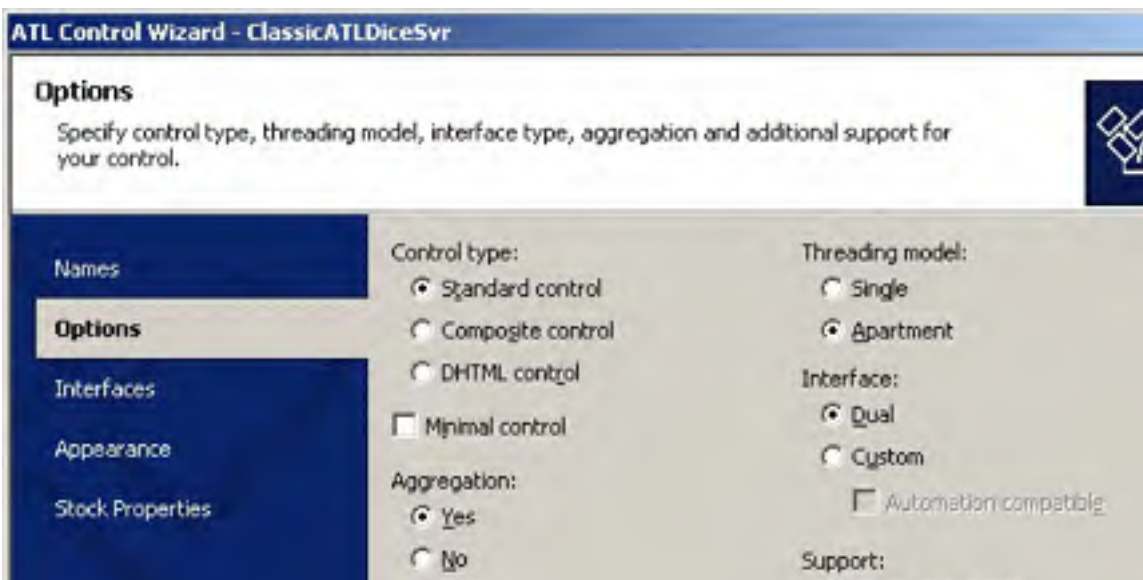 ATL Control Wizard - ClassicATLDiceSvr
Options
Specify control type, threading model, interface type, aggregation and additional support for
your control.
Names
Options
Interfaces
Appearance
Stock Properties
Control type:
Standard control
Composite control
DHTML control
Minimal control
Aggregation:
Yes
No
Threading model:
Single
Apartment
Interface:
Dual
Custom
Automation compatible
Support: